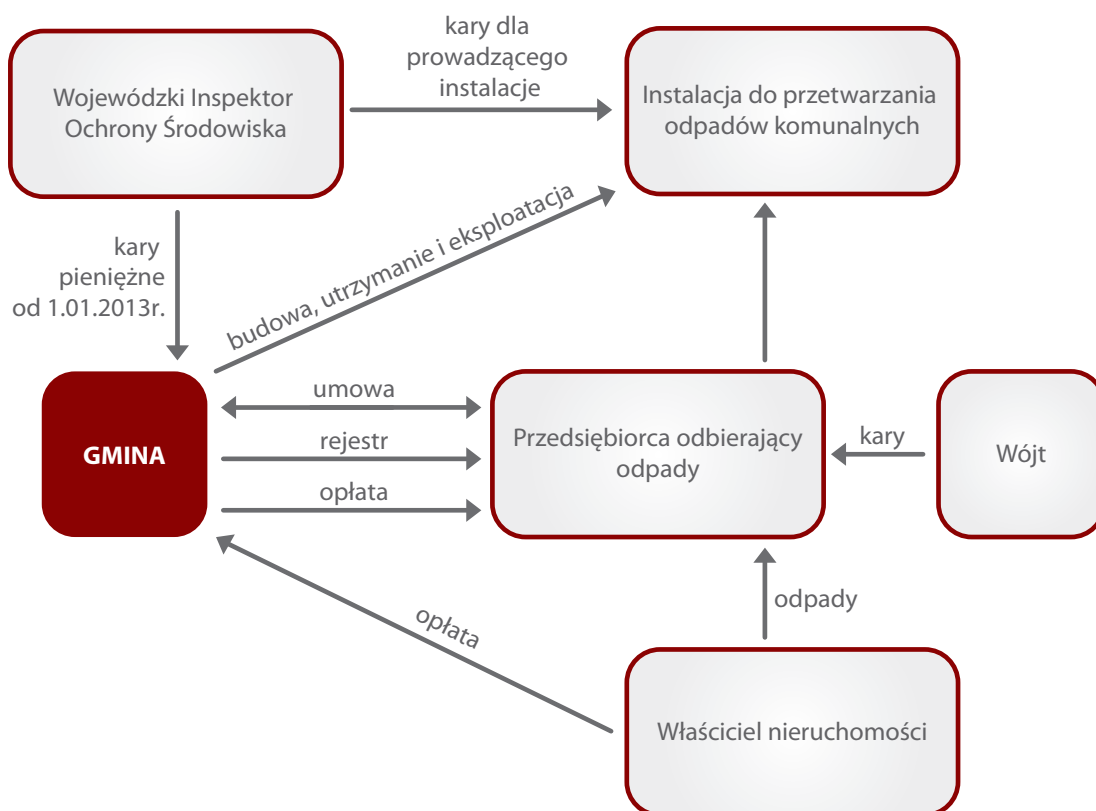 Wojewódzki Inspektor
Ochrony Środowiska
kary dla
prowadzącego
instalacje
Instalacja do przetwarzania
odpadów komunalnych
kary
pieniężne
od 1.01.2013r.
budowa, utrzymanie i eksploatacja
GMINA
umowa
rejestr
opłata
Przedsiębiorca odbierający
odpady
kary
Wójt
opłata
odpady
Właściciel nieruchomości